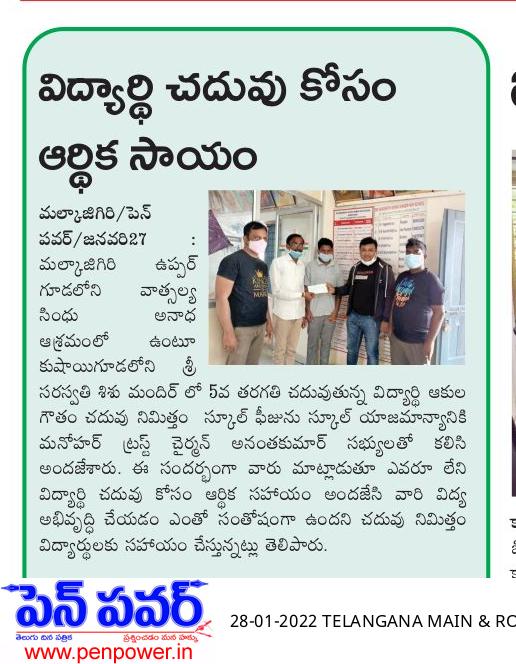 విద్యార్థి చదువు కోసం
ఆర్థిక సాయం
మల్కాజిగిరి/పెన్
పవర్/జనవరి27 :
మల్కాజిగిరి ఉప్పర్
గూడలోని వాత్సల్య
సింధు అనాధ
ఆశ్రమంలో ఉంటూ
కుషాయిగూడలోని శ్రీ
సరస్వతి శిశు మందిర్ లో 5వ తరగతి చదువుతున్న విద్యార్థి ఆకుల
గౌతం చదువు నిమిత్తం స్కూల్ ఫీజును స్కూల్ యాజమాన్యానికి
మనోహర్ ట్రస్ట్ చైర్మన్ అనంతకుమార్ సభ్యులతో కలిసి
అందజేశారు. ఈ సందర్భంగా వారు మాట్లాడుతూ ఎవరూ లేని
విద్యార్థి చదువు కోసం ఆర్థిక సహాయం అందజేసి వారి విద్య
అభివృద్ధి చేయడం ఎంతో సంతోషంగా ఉందని చదువు నిమిత్తం
విద్యార్థులకు సహాయం చేస్తున్నట్లు తెలిపారు.
పెన్ పవర్
తెలుగు దిన పత్రిక ప్రశ్నించడం మన హక్కు
www.penpower.in
28-01-2022 TELANGANA MAIN & RO